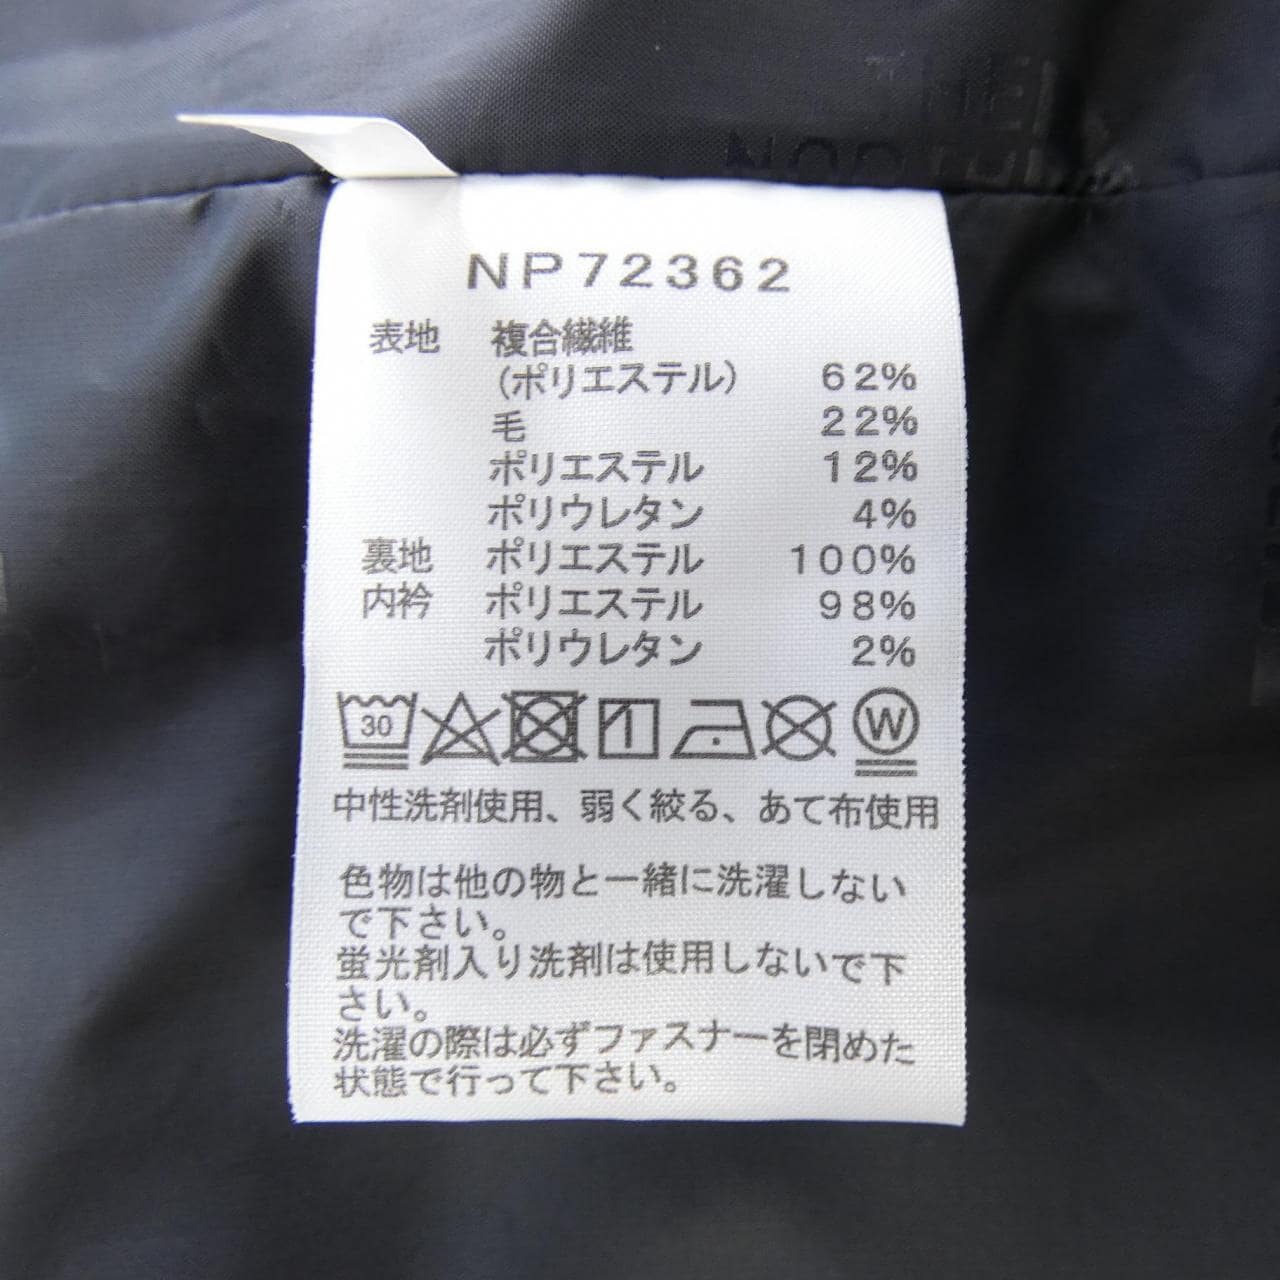 THE
NORTH
NP72362
表地 複合繊維
(ポリエステル) 62%
毛 22%
ポリエステル 12%
ポリウレタン 4%
裏地 ポリエステル 100%
内衿 ポリエステル 98%
ポリウレタン 2%
30 W
中性洗剤使用、弱く絞る、あて布使用
色物は他の物と一緒に洗濯しない
で下さい。
蛍光剤入り洗剤は使用しないで下
さい。
洗濯の際は必ずファスナーを閉めた
状態で行って下さい。